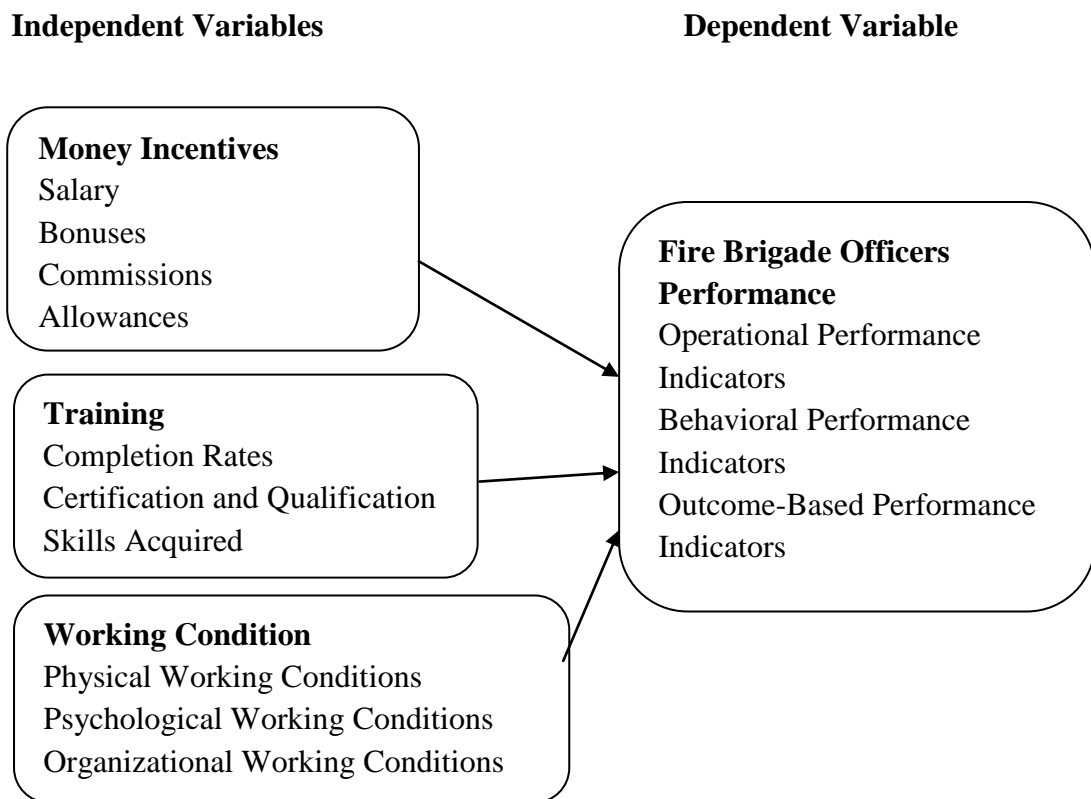 Independent Variables
Dependent Variable
Money Incentives
Salary
Bonuses
Commissions
Allowances
Training
Completion Rates
Certification and Qualification
Skills Acquired
Working Condition
Physical Working Conditions
Psychological Working Conditions
Organizational Working Conditions
Fire Brigade Officers
Performance
Operational Performance
Indicators
Behavioral Performance
Indicators
Outcome-Based Performance
Indicators